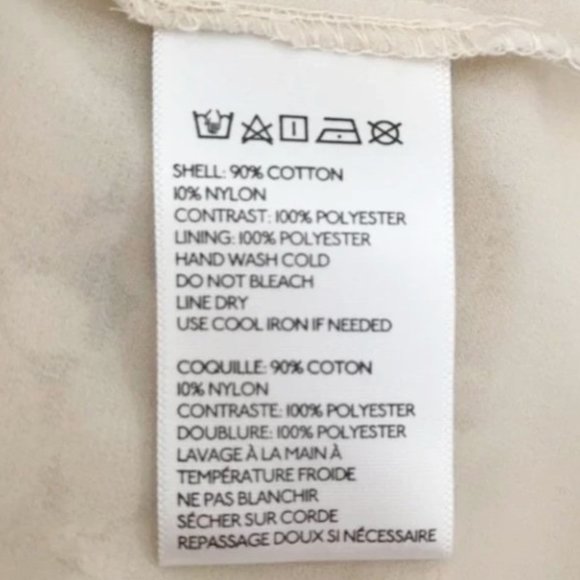 SHELL: 90% COTTON
10% NYLON
CONTRAST: 100% POLYESTER
LINING: 100% POLYESTER
HAND WASH COLD
DO NOT BLEACH
LINE DRY
USE COOL IRON IF NEEDED
COQUILLE: 90% COTON
10% NYLON
CONTRASTE: 100% POLYESTER
DOUBLURE: 100% POLYESTER
LAVAGE À LA MAIN À
TEMPÉRATURE FROIDE
NE PAS BLANCHIR
SÉCHER SUR CORDE
REPASSAGE DOUX SI NÉCESSAIRE